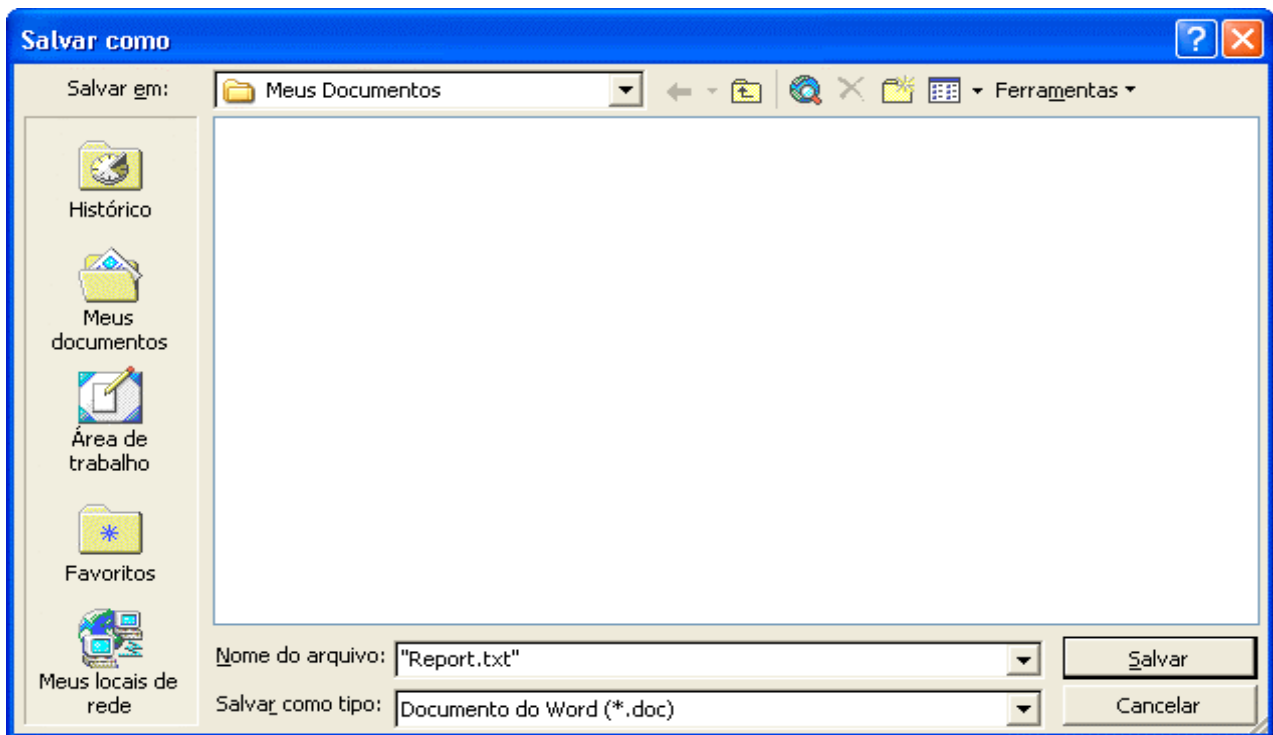 Salvar como
Salvar em:
Meus Documentos
Ferramentas
Histórico
Meus
documentos
Área de
trabalho
Favoritos
Meus locais de
rede
Nome do arquivo:
"Report.txt"
Salvar
Salvar como tipo:
Documento do Word (*.doc)
Cancelar